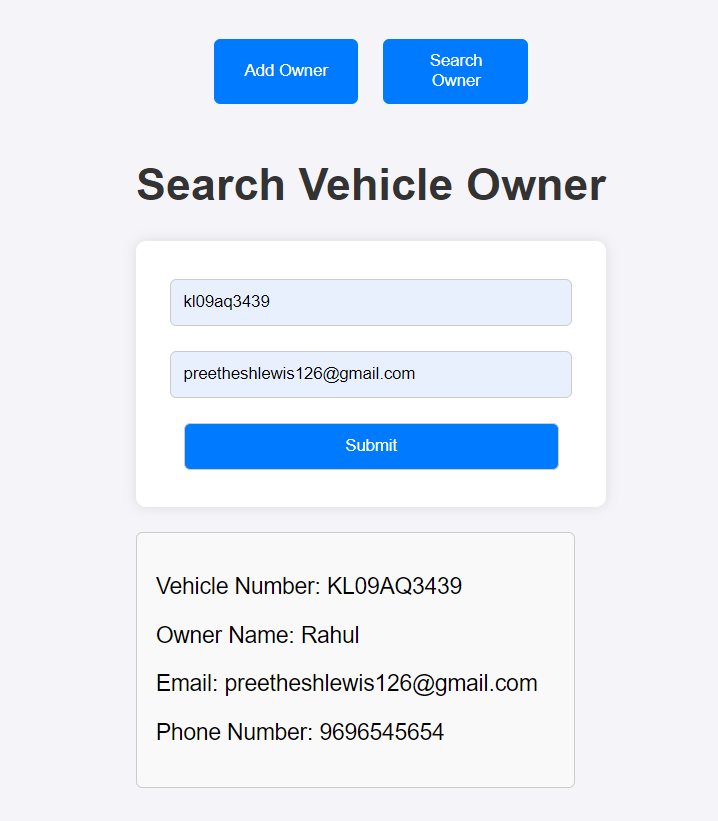 Add Owner
Search
Owner
Search Vehicle Owner
kl09aq3439
preetheshlewis126@gmail.com
Submit
Vehicle Number: KL09AQ3439
Owner Name: Rahul
Email: preetheshlewis126@gmail.com
Phone Number: 9696545654